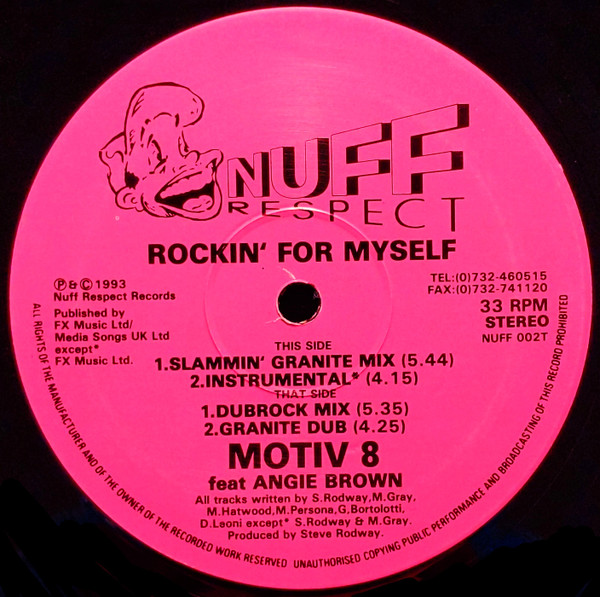 NUFF
RESPECT
ROCKIN' FOR MYSELF
℗ & © 1993
Nuff Respect Records
Published by
FX Music Ltd/
Media Songs UK Ltd
except*
FX Music Ltd.
TEL:(0)732-460515
FAX:(0)732-741120
33 RPM
STEREO
NUFF 002T
THIS SIDE
1.SLAMMIN' GRANITE MIX (5.44)
2.INSTRUMENTAL* (4.15)
THAT SIDE
1.DUBROCK MIX (5.35)
2.GRANITE DUB (4.25)
MOTIV 8
feat ANGIE BROWN
All tracks written by S.Rodway,M.Gray,
M.Hatwood,M.Persona,G.Bortolotti,
D.Leoni except* S.Rodway & M.Gray.
Produced by Steve Rodway.
ALL RIGHTS OF THE MANUFACTURER AND OF THE OWNER OF THE RECORDED WORK RESERVED UNAUTHORISED COPYING PUBLIC PERFORMANCE AND BROADCASTING OF THIS RECORD PROHIBITED